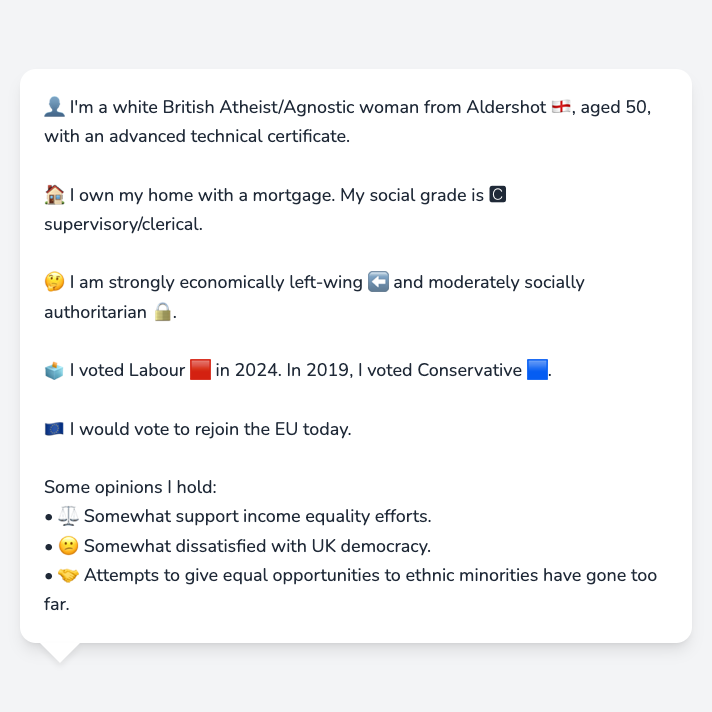 👤 I'm a white British Atheist/Agnostic woman from Aldershot 🏴󠁧󠁢󠁥󠁮󠁧󠁿, aged 50,
with an advanced technical certificate.
🏠 I own my home with a mortgage. My social grade is 🅲
supervisory/clerical.
🤔 I am strongly economically left-wing ⬅️ and moderately socially
authoritarian 🔒.
🗳️ I voted Labour 🟥 in 2024. In 2019, I voted Conservative 🟦.
🇪🇺 I would vote to rejoin the EU today.
Some opinions I hold:
• ⚖️ Somewhat support income equality efforts.
• 😕 Somewhat dissatisfied with UK democracy.
• 🤝 Attempts to give equal opportunities to ethnic minorities have gone too
far.